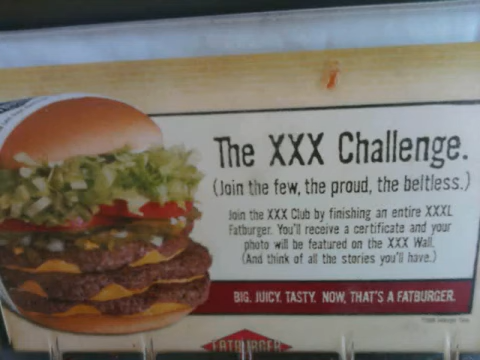 The XXX Challenge.
(Join the few, the proud, the beltless.)
Join the XXX Club by finishing an entire XXXL
Fatburger. You'll receive a certificate and your
photo will be featured on the XXX Wall.
(And think of all the stories you'll have.)
BIG. JUICY. TASTY. NOW, THAT'S A FATBURGER.
FATBURGER